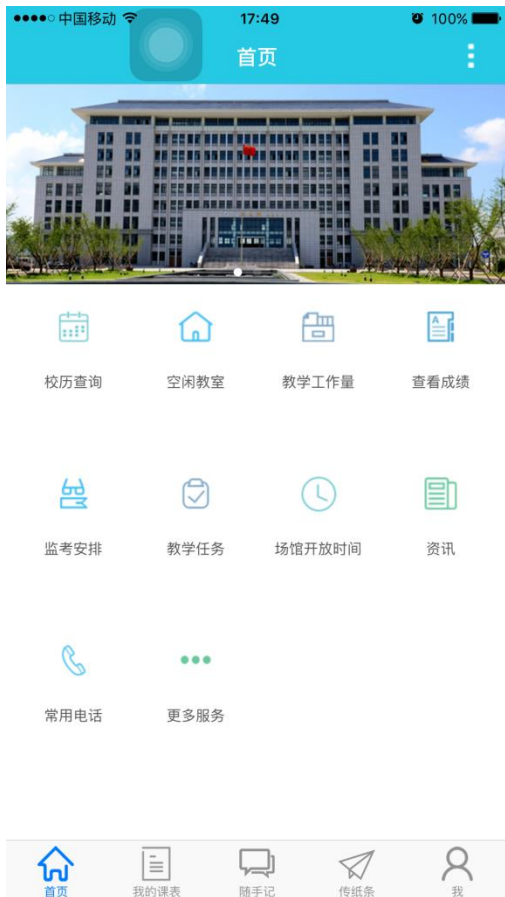 中国移动 17:49 100%
首页
校历查询 空闲教室 教学工作量 查看成绩
监考安排 教学任务 场馆开放时间 资讯
常用电话 更多服务
首页 我的课表 随手记 传纸条 我